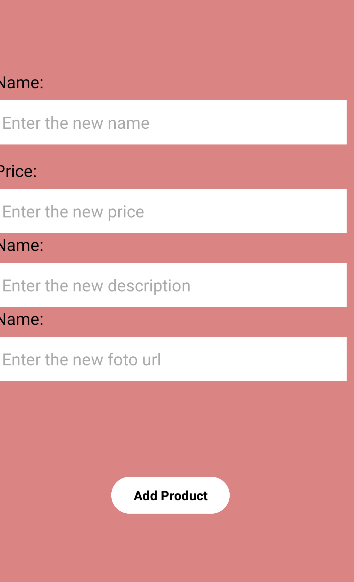 Name:
Enter the new name
Price:
Enter the new price
Name:
Enter the new description
Name:
Enter the new foto url
Add Product